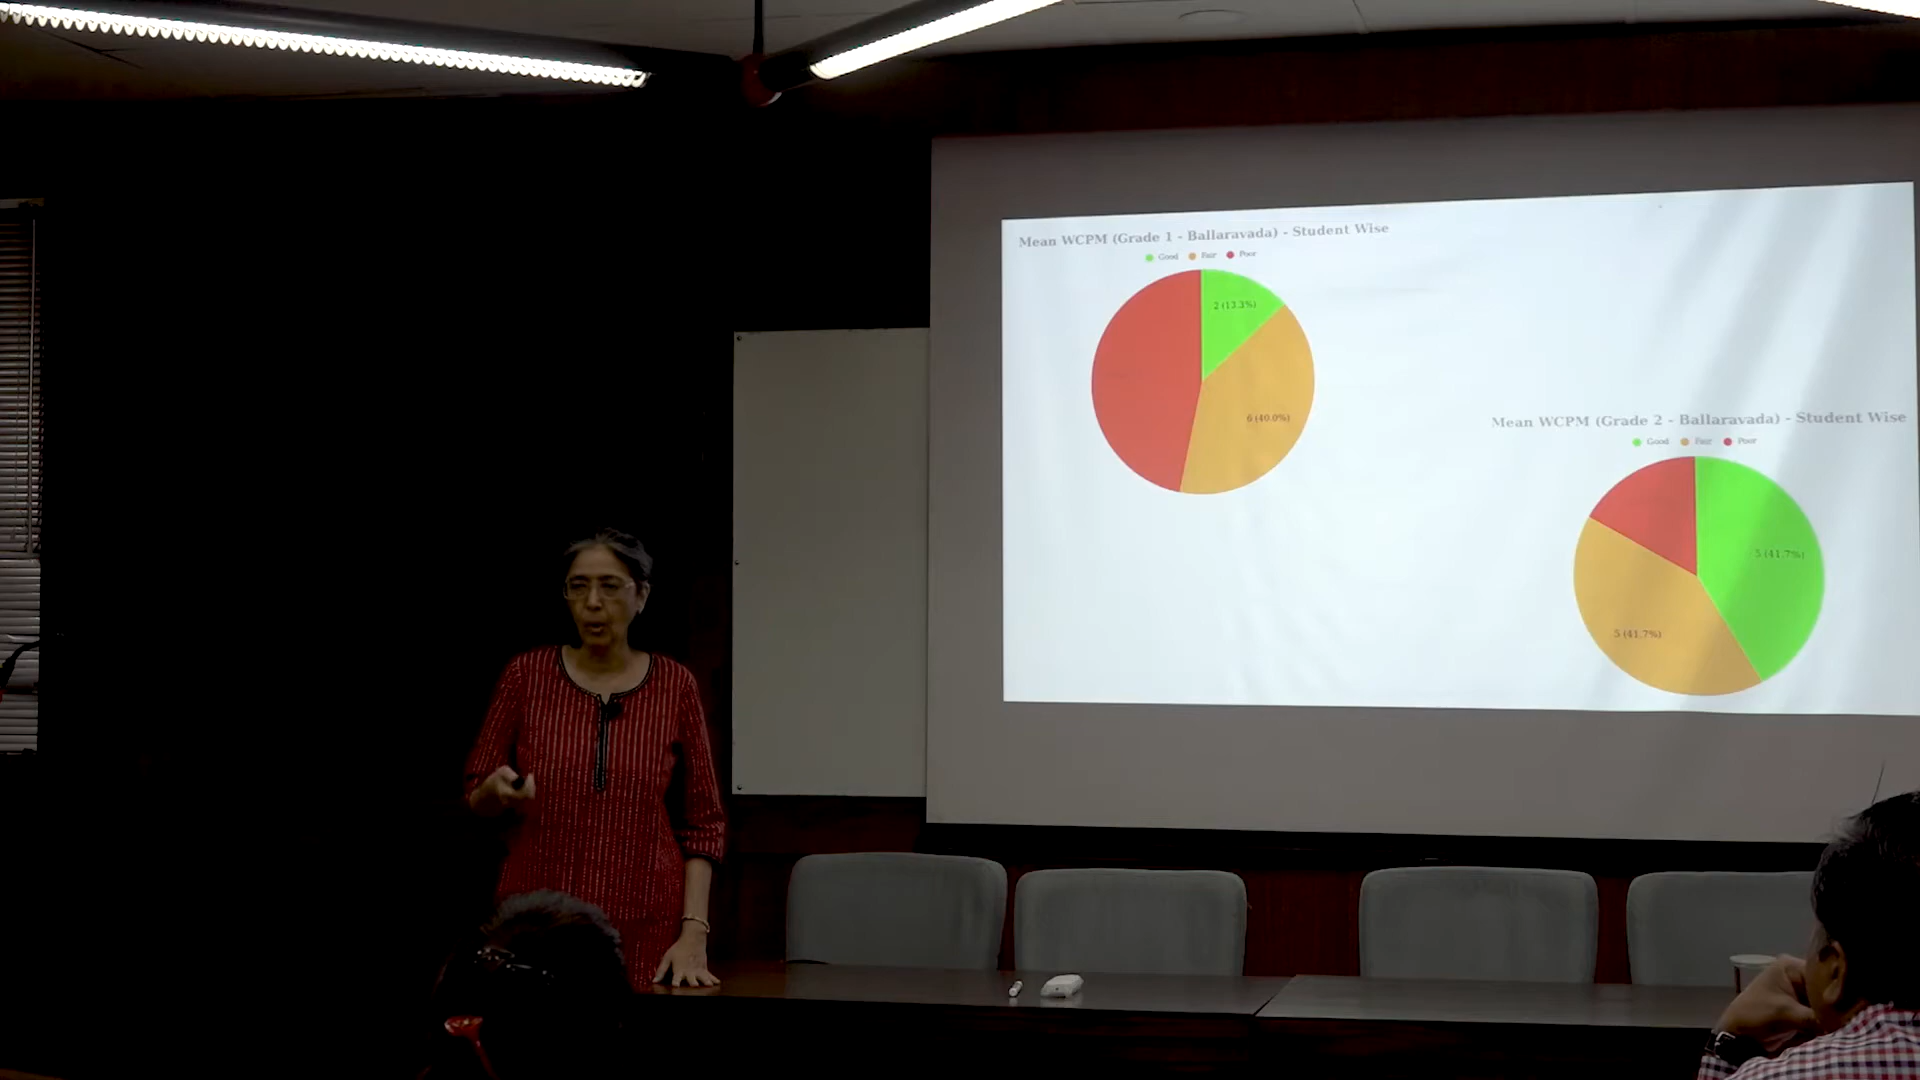 Mean WCPM (Grade 1 - Ballaravada) - Student Wise
Good Fair Poor
2 (13.3%)
6 (40.0%)
Mean WCPM (Grade 2 - Ballaravada) - Student Wise
Good Fair Poor
5 (41.7%)
5 (41.7%)